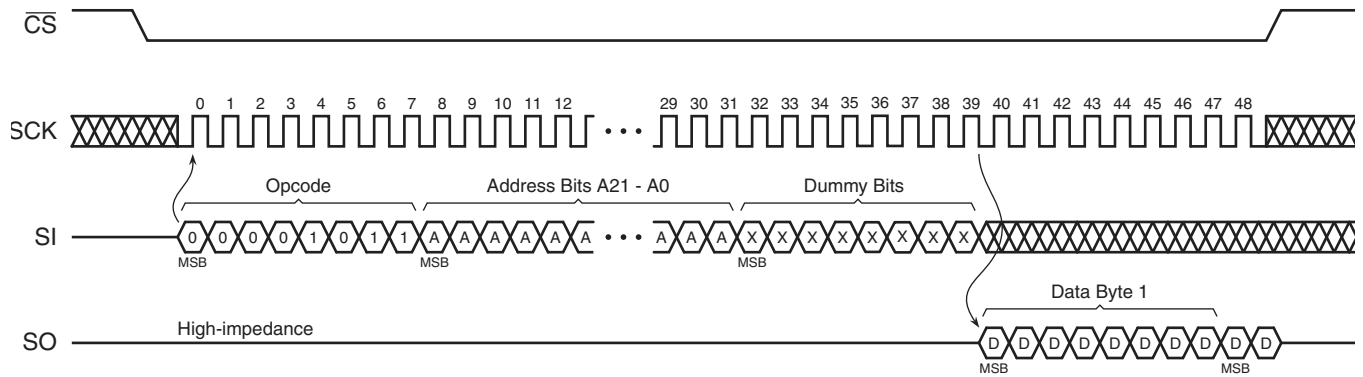 CS
0 1 2 3 4 5 6 7 8 9 10 11 12 29 30 31 32 33 34 35 36 37 38 39 40 41 42 43 44 45 46 47 48
SCK
Opcode Address Bits A21 - A0 Dummy Bits
SI 0 0 0 0 1 0 1 1 A A A A A A A A A X X X X X X X X
MSB MSB MSB
Data Byte 1
High-impedance
SO D D D D D D D D D D
MSB MSB